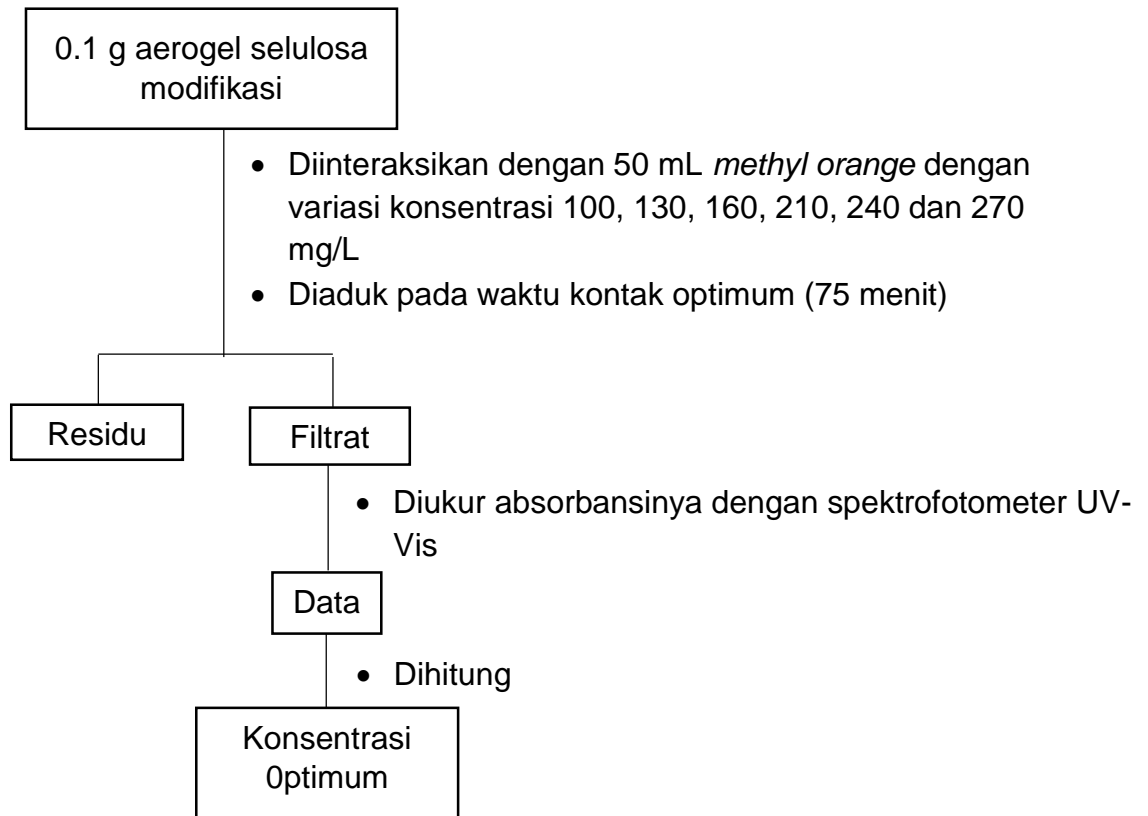 0.1 g aerogel selulosa
modifikasi
• Diinteraksikan dengan 50 mL methyl orange dengan
variasi konsentrasi 100, 130, 160, 210, 240 dan 270
mg/L
• Diaduk pada waktu kontak optimum (75 menit)
Residu
Filtrat
• Diukur absorbansinya dengan spektrofotometer UV-
Vis
Data
• Dihitung
Konsentrasi
0ptimum